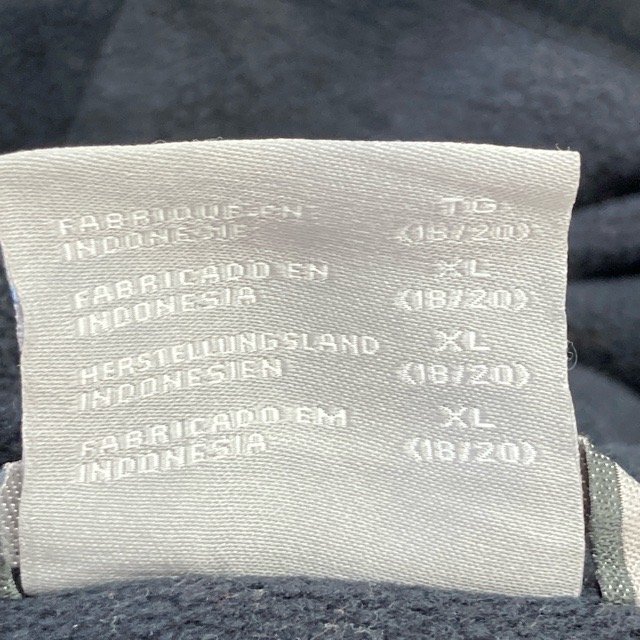 FABRIQUE EN TG
INDONESIE (18/20)
FABRICADO EN XL
INDONESIA (18/20)
HERSTELLUNGSLAND XL
INDONESIEN (18/20)
FABRICADO EM XL
INDONESIA (18/20)